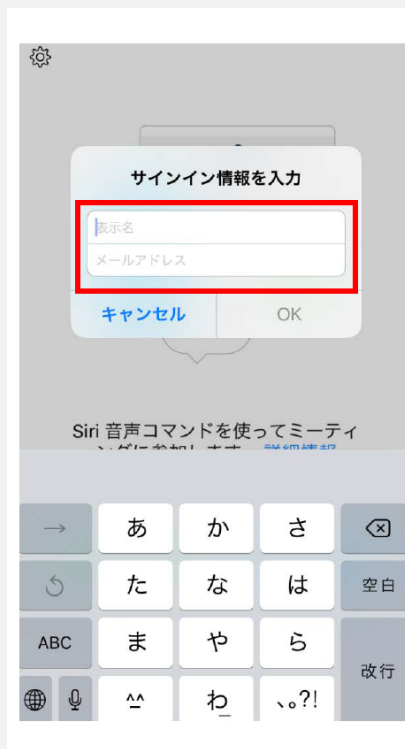 サインイン情報を入力
表示名
メールアドレス
キャンセル
OK
Siri 音声コマンドを使ってミーティ
ングに参加します。 詳細情報
→ あ か さ
た な は 空白
ABC ま や ら
改行
^^ わ_ 、。?!